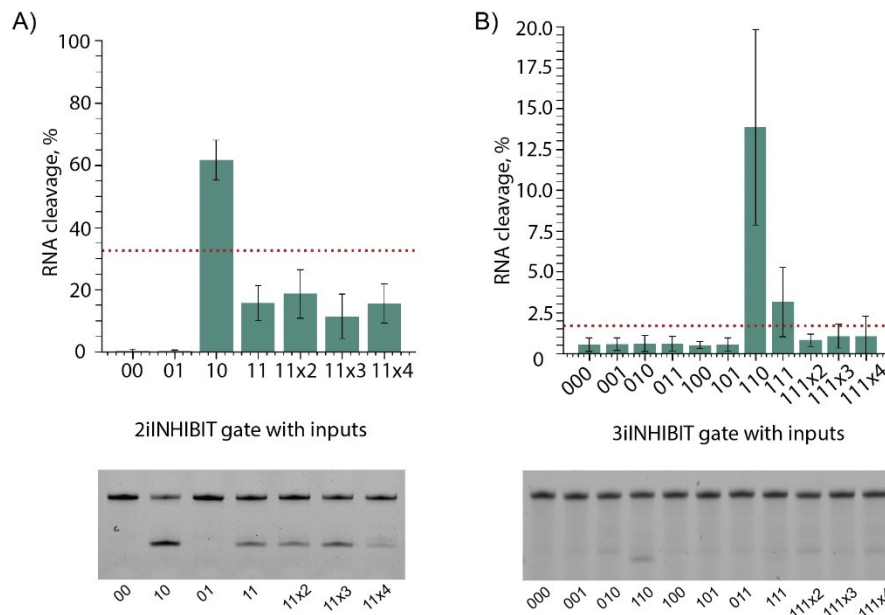 A)
100
80
60
40
20
0
RNA cleavage, %
00 01 10 11 11x2 11x3 11x4
2iINHIBIT gate with inputs
00 10 01 11 11x2 11x3 11x4
B)
20.0
17.5
15.0
12.5
10.0
7.5
5.0
2.5
0
RNA cleavage, %
000 001 010 011 100 101 110 111 111x2 111x3 111x4
3iINHIBIT gate with inputs
000 001 010 110 100 101 011 111 111x2 111x3